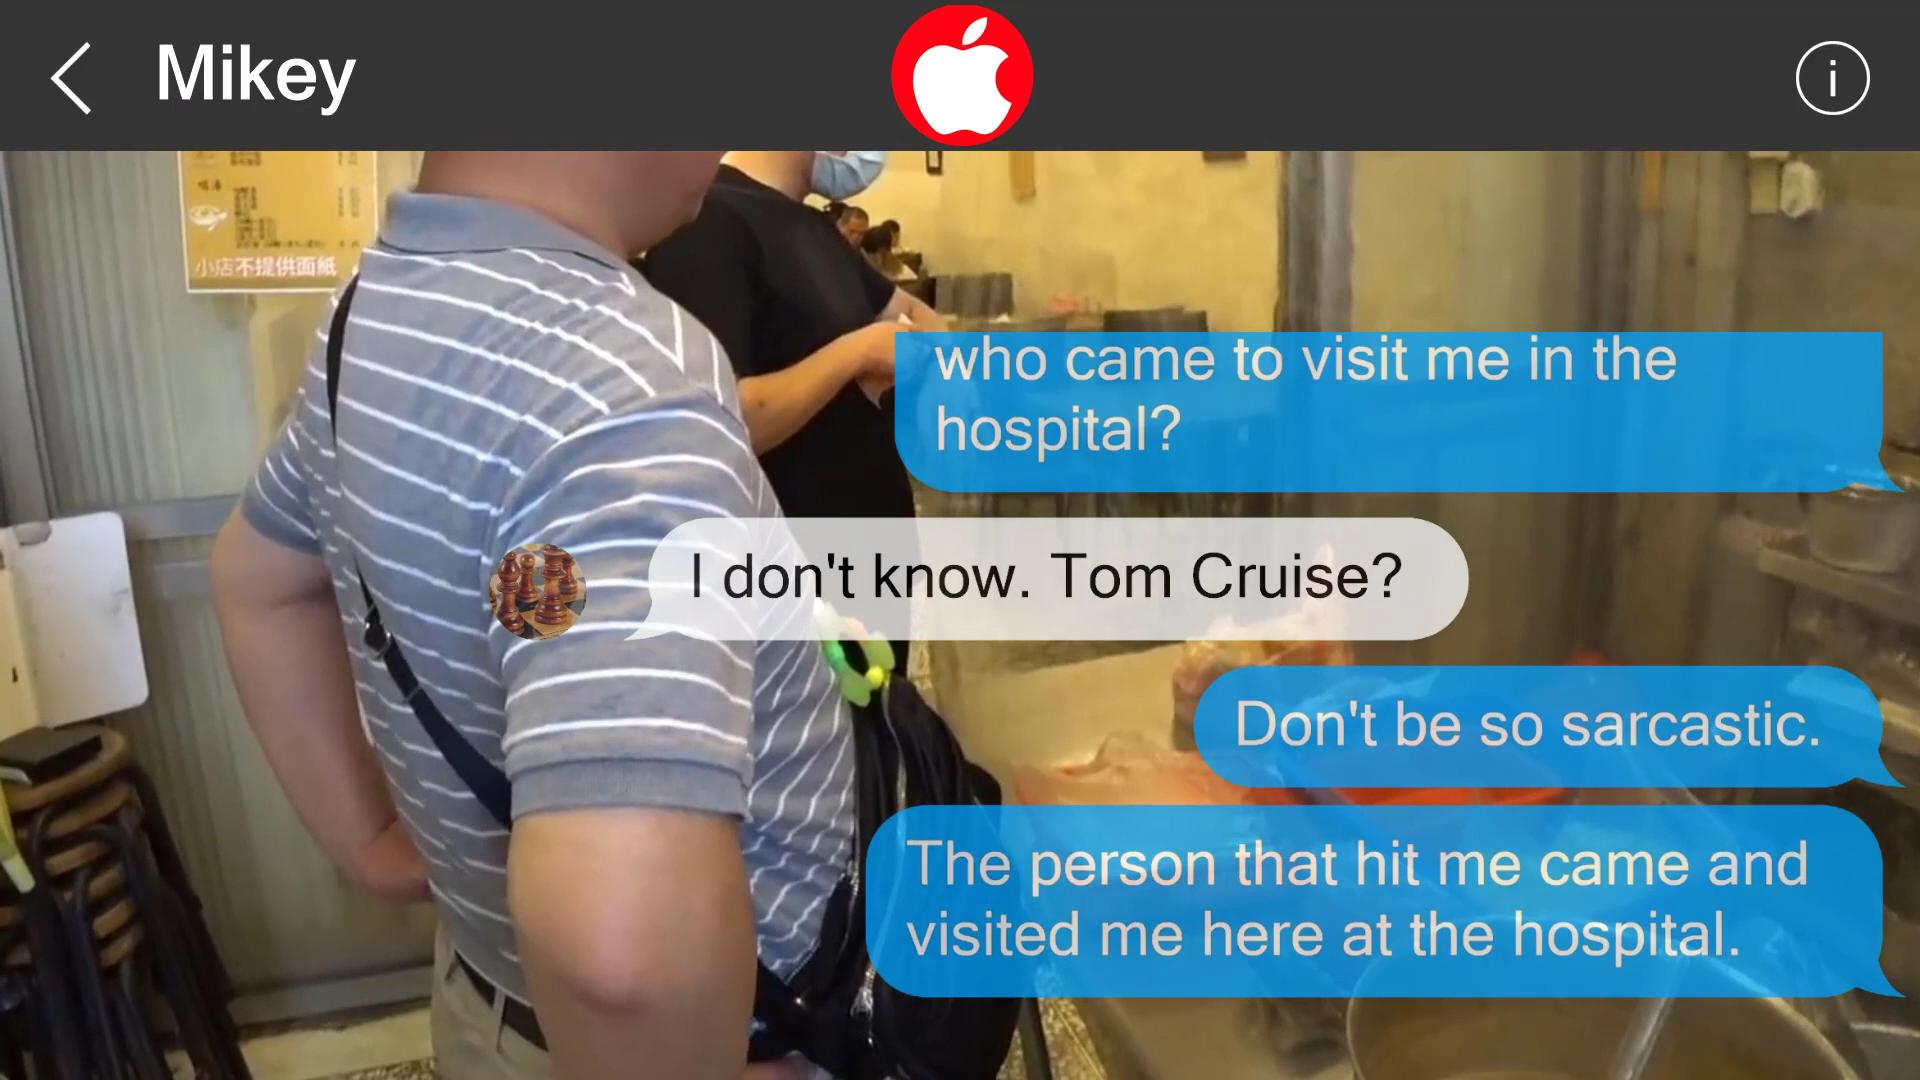 Mikey
小店不提供面紙
who came to visit me in the
hospital?
I don't know. Tom Cruise?
Don't be so sarcastic.
The person that hit me came and
visited me here at the hospital.